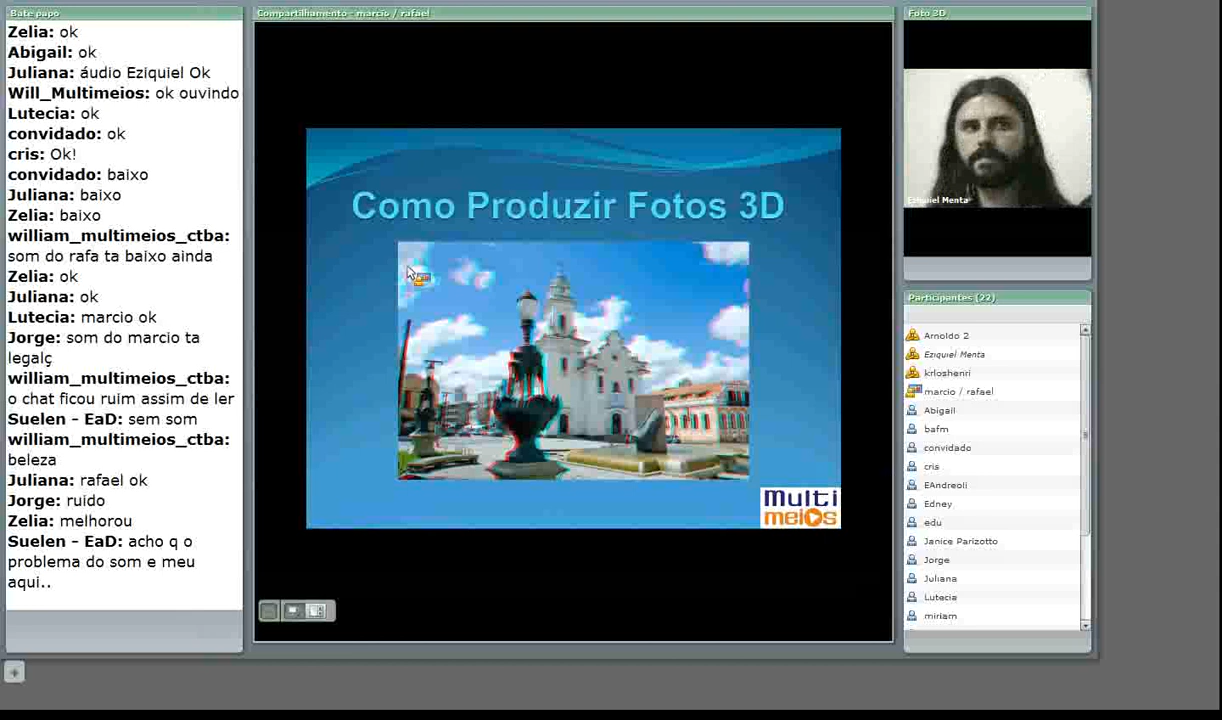 Bate papo
Zelia: ok
Abigail: ok
Juliana: áudio Eziquiel Ok
Will_Multimeios: ok ouvindo
Lutecia: ok
convidado: ok
cris: Ok!
convidado: baixo
Juliana: baixo
Zelia: baixo
william_multimeios_ctba:
som do rafa ta baixo ainda
Zelia: ok
Juliana: ok
Lutecia: marcio ok
Jorge: som do marcio ta
legalç
william_multimeios_ctba:
o chat ficou ruim assim de ler
Suelen - EaD: sem som
william_multimeios_ctba:
beleza
Juliana: rafael ok
Jorge: ruido
Zelia: melhorou
Suelen - EaD: acho q o
problema do som e meu
aqui..
Compartilhamento - marcio / rafael
Como Produzir Fotos 3D
Multi
meios
Foto 3D
Eziquiel Menta
Participantes (22)
Arnoldo 2
Eziquiel Menta
krloshenri
marcio / rafael
Abigail
bafm
convidado
cris
EAndreoli
Edney
edu
Janice Parizotto
Jorge
Juliana
Lutecia
miriam